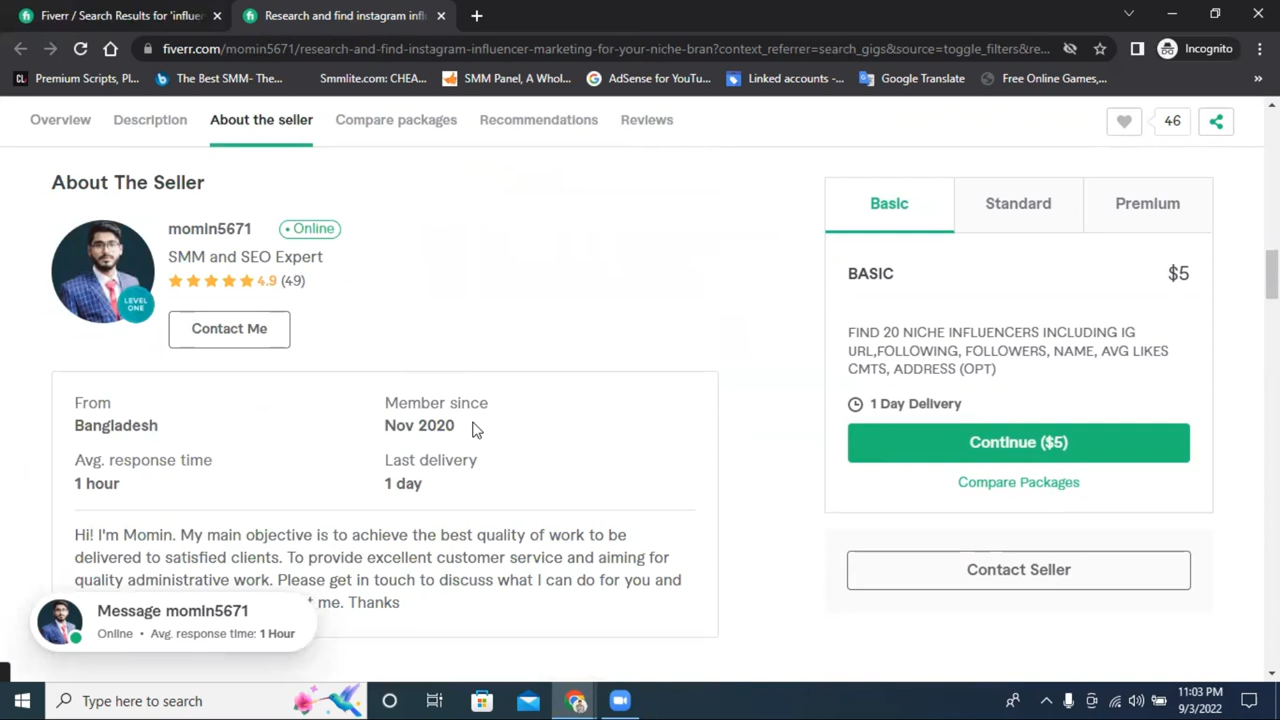 Fiverr / Search Results for 'influen
Research and find instagram infl
fiverr.com/momin5671/research-and-find-instagram-influencer-marketing-for-your-niche-bran?context_referrer=search_gigs&source=toggle_filters&re...
Incognito
Premium Scripts, Pl...
The Best SMM- The...
Smmlite.com: CHEA...
SMM Panel, A Whol...
AdSense for YouTu...
Linked accounts -...
Google Translate
Free Online Games,...
Overview
Description
About the seller
Compare packages
Recommendations
Reviews
46
About The Seller
momin5671
• Online
SMM and SEO Expert
4.9 (49)
LEVEL
ONE
Contact Me
From
Bangladesh
Member since
Nov 2020
Avg. response time
1 hour
Last delivery
1 day
Hi! I'm Momin. My main objective is to achieve the best quality of work to be
delivered to satisfied clients. To provide excellent customer service and aiming for
quality administrative work. Please get in touch to discuss what I can do for you and
me. Thanks
Message momin5671
Online • Avg. response time: 1 Hour
Basic
Standard
Premium
BASIC
$5
FIND 20 NICHE INFLUENCERS INCLUDING IG
URL,FOLLOWING, FOLLOWERS, NAME, AVG LIKES
CMTS, ADDRESS (OPT)
1 Day Delivery
Continue ($5)
Compare Packages
Contact Seller
Type here to search
11:03 PM
9/3/2022